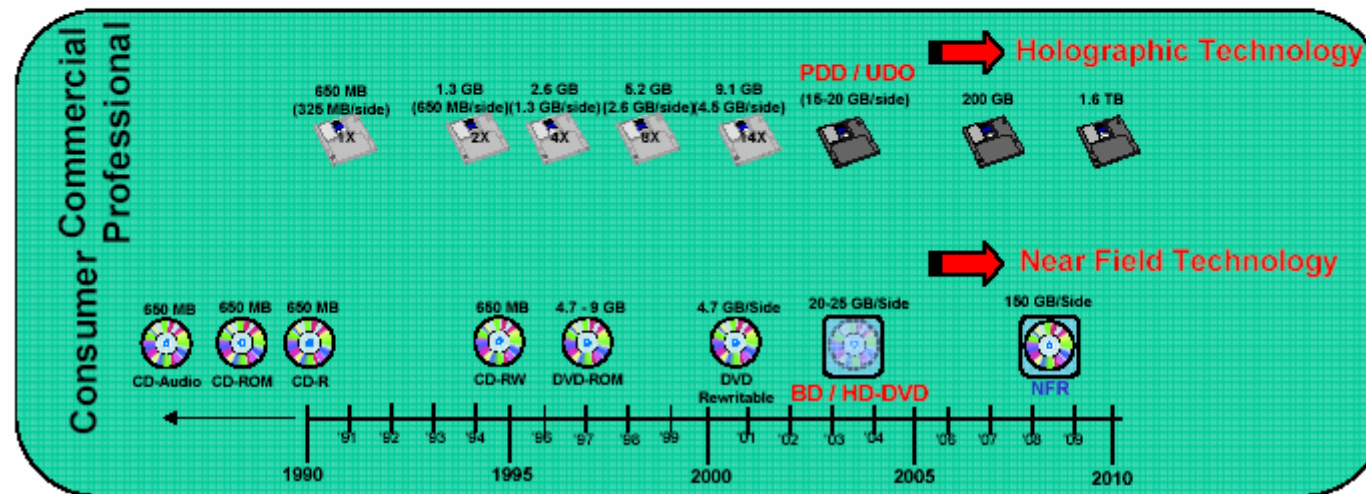 Commercial
Professional
Consumer
Holographic Technology
PDD / UDO
650 MB
(325 MB/side)
1.3 GB
(650 MB/side)
2.6 GB
(1.3 GB/side)
5.2 GB
(2.6 GB/side)
9.1 GB
(4.5 GB/side)
(15-20 GB/side)
200 GB
1.6 TB
1X
2X
4X
8X
14X
Near Field Technology
650 MB
650 MB
650 MB
650 MB
4.7 - 9 GB
4.7 GB/Side
20-25 GB/Side
150 GB/Side
CD-Audio
CD-ROM
CD-R
CD-RW
DVD-ROM
DVD
Rewritable
BD / HD-DVD
NFR
'91
'92
'93
'94
'96
'97
'98
'99
'01
'02
'03
'04
'06
'07
'08
'09
1990
1995
2000
2005
2010